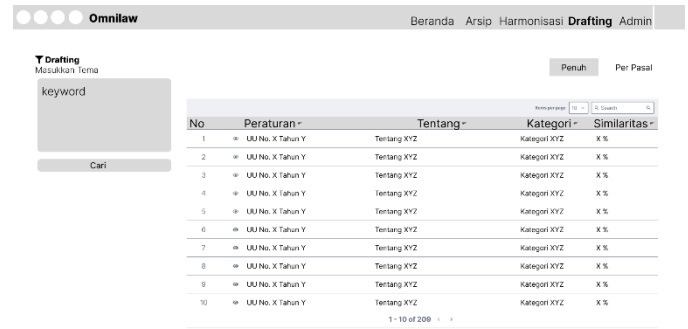 Omnilaw
Beranda Arsip Harmonisasi Drafting Admin
Drafting
Masukkan Tema
keyword
Cari
Penuh Per Pasal
Items per page 10 Search
No Peraturan Tentang Kategori Similaritas
1 UU No. X Tahun Y Tentang XYZ Kategori XYZ X %
2 UU No. X Tahun Y Tentang XYZ Kategori XYZ X %
3 UU No. X Tahun Y Tentang XYZ Kategori XYZ X %
4 UU No. X Tahun Y Tentang XYZ Kategori XYZ X %
5 UU No. X Tahun Y Tentang XYZ Kategori XYZ X %
6 UU No. X Tahun Y Tentang XYZ Kategori XYZ X %
7 UU No. X Tahun Y Tentang XYZ Kategori XYZ X %
8 UU No. X Tahun Y Tentang XYZ Kategori XYZ X %
9 UU No. X Tahun Y Tentang XYZ Kategori XYZ X %
10 UU No. X Tahun Y Tentang XYZ Kategori XYZ X %
1 - 10 of 209 < >